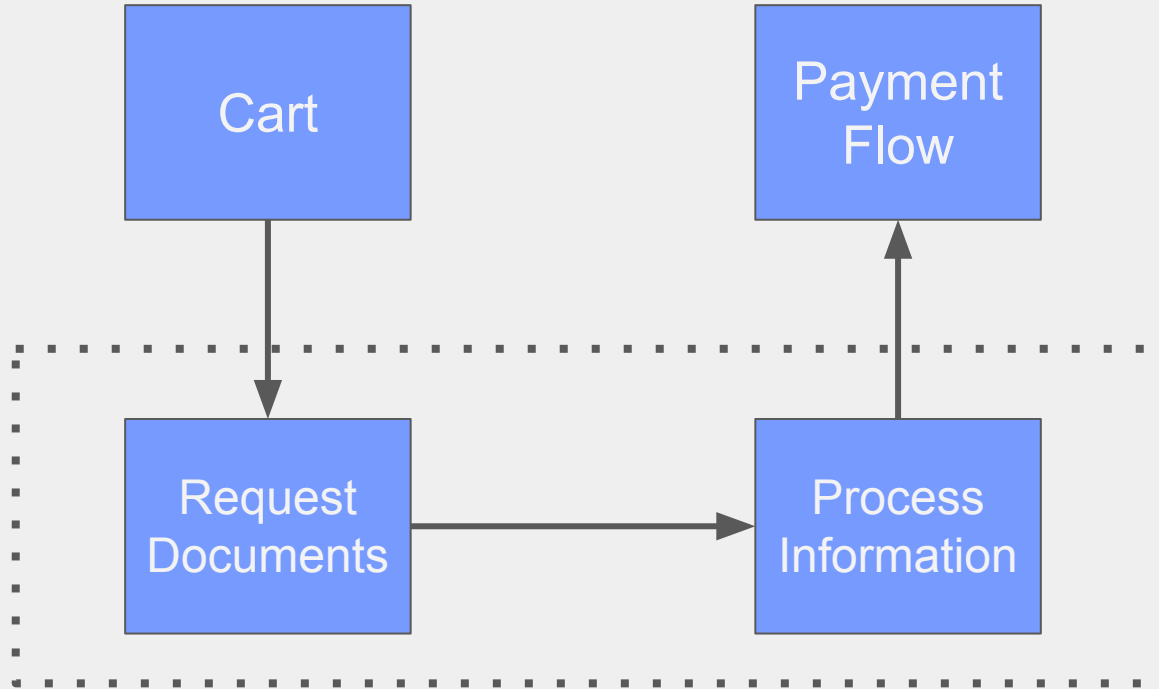 Cart
Payment
Flow
Request
Documents
Process
Information